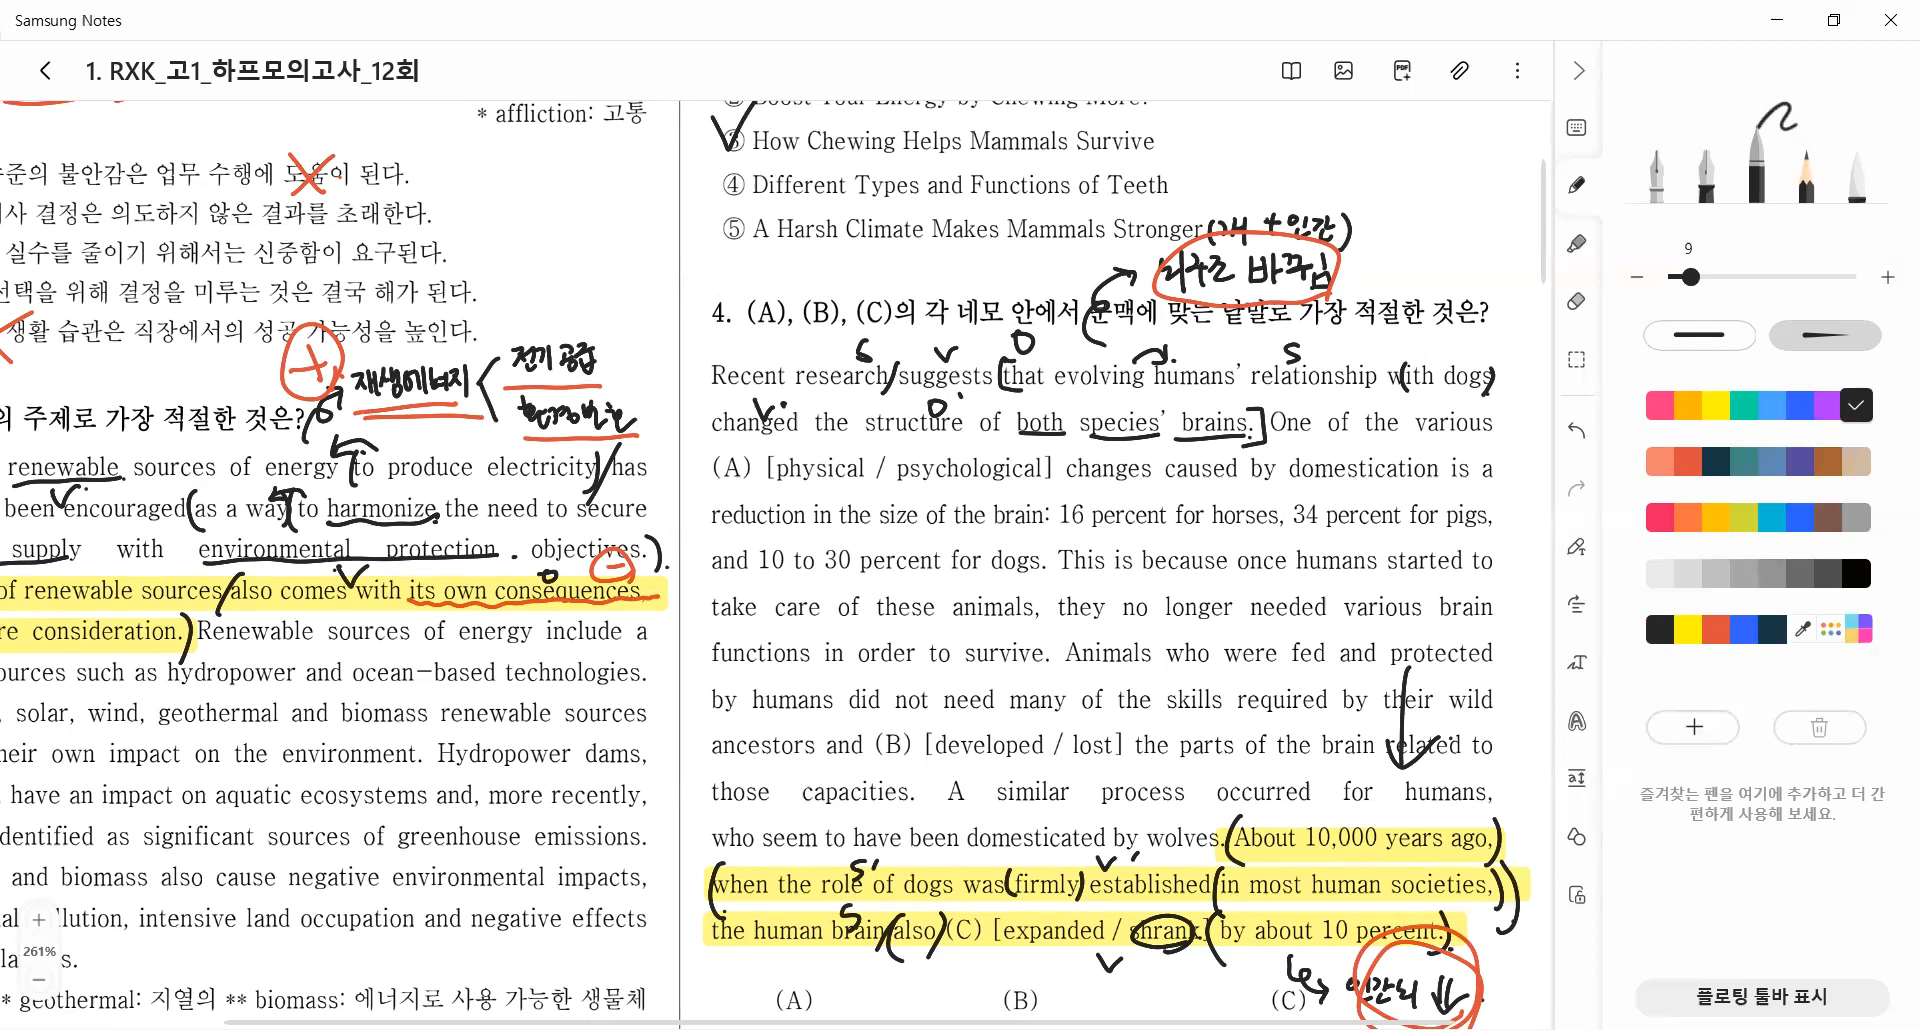 Samsung Notes
1. RXK_고1_하프모의고사_12회
* affliction: 고통
준의 불안감은 업무 수행에 도움이 된다.
사 결정은 의도하지 않은 결과를 초래한다.
실수를 줄이기 위해서는 신중함이 요구된다.
선택을 위해 결정을 미루는 것은 결국 해가 된다.
생활 습관은 직장에서의 성공 가능성을 높인다.
재생에너지
전기 공급
환경보호
의 주제로 가장 적절한 것은?
renewable sources of energy to produce electricity has
been encouraged as a way to harmonize the need to secure
supply with environmental protection objectives.
of renewable sources also comes with its own consequences,
re consideration. Renewable sources of energy include a
ources such as hydropower and ocean-based technologies.
, solar, wind, geothermal and biomass renewable sources
heir own impact on the environment. Hydropower dams,
, have an impact on aquatic ecosystems and, more recently,
dentified as significant sources of greenhouse emissions.
and biomass also cause negative environmental impacts,
llution, intensive land occupation and negative effects
s.
261%
* geothermal: 지열의 ** biomass: 에너지로 사용 가능한 생물체
② Boost Your Energy by Chewing More!
③ How Chewing Helps Mammals Survive
④ Different Types and Functions of Teeth
⑤ A Harsh Climate Makes Mammals Stronger
(개 + 인간)
뇌구조 바뀜
4. (A), (B), (C)의 각 네모 안에서 문맥에 맞는 낱말로 가장 적절한 것은?
S V O S
Recent research suggests that evolving humans' relationship with dogs
V' O'
changed the structure of both species' brains. One of the various
(A) [physical / psychological] changes caused by domestication is a
reduction in the size of the brain: 16 percent for horses, 34 percent for pigs,
and 10 to 30 percent for dogs. This is because once humans started to
take care of these animals, they no longer needed various brain
functions in order to survive. Animals who were fed and protected
by humans did not need many of the skills required by their wild
ancestors and (B) [developed / lost] the parts of the brain related to
those capacities. A similar process occurred for humans,
who seem to have been domesticated by wolves. About 10,000 years ago,
S' V'
when the role of dogs was firmly established in most human societies,
S
the human brain also (C) [expanded / shrank] by about 10 percent.
V
인간뇌 ↓↓
(A) (B) (C)
9
즐겨찾는 펜을 여기에 추가하고 더 간
편하게 사용해 보세요.
플로팅 툴바 표시